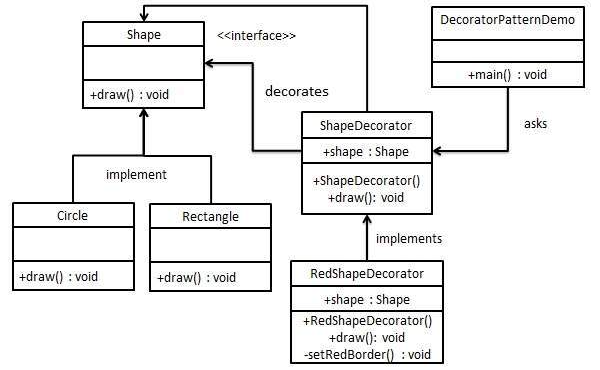 Shape
<<interface>>
DecoratorPatternDemo
+main() : void
+draw() : void
decorates
ShapeDecorator
asks
+shape : Shape
implement
+ShapeDecorator()
+draw(): void
Circle
Rectangle
implements
+draw() : void
+draw() : void
RedShapeDecorator
+shape : Shape
+RedShapeDecorator()
+draw(): void
-setRedBorder() : void